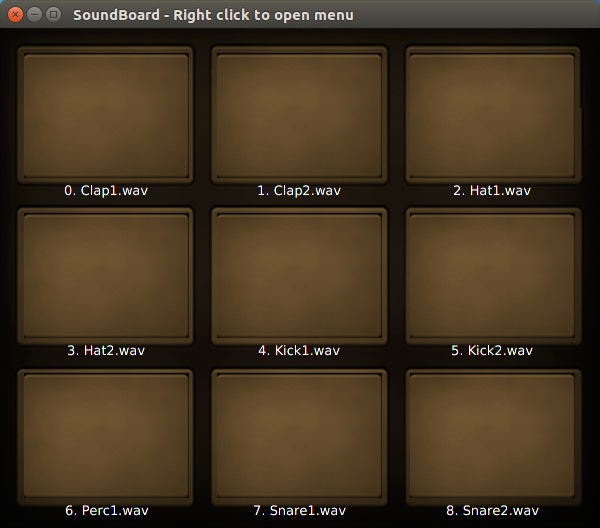 SoundBoard - Right click to open menu
0. Clap1.wav
1. Clap2.wav
2. Hat1.wav
3. Hat2.wav
4. Kick1.wav
5. Kick2.wav
6. Perc1.wav
7. Snare1.wav
8. Snare2.wav